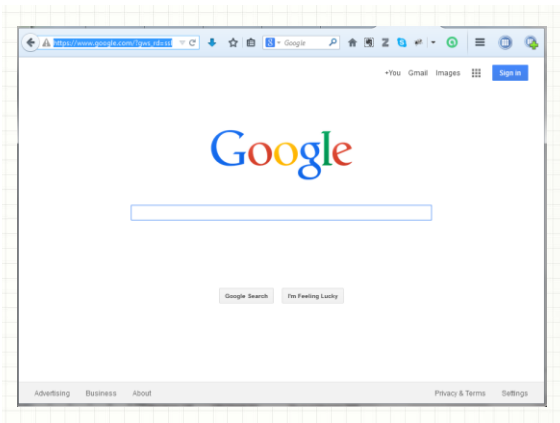 https://www.google.com/?gws_rd=ssl Google
+You Gmail Images Sign in
Google
Google Search I'm Feeling Lucky
Advertising Business About Privacy & Terms Settings